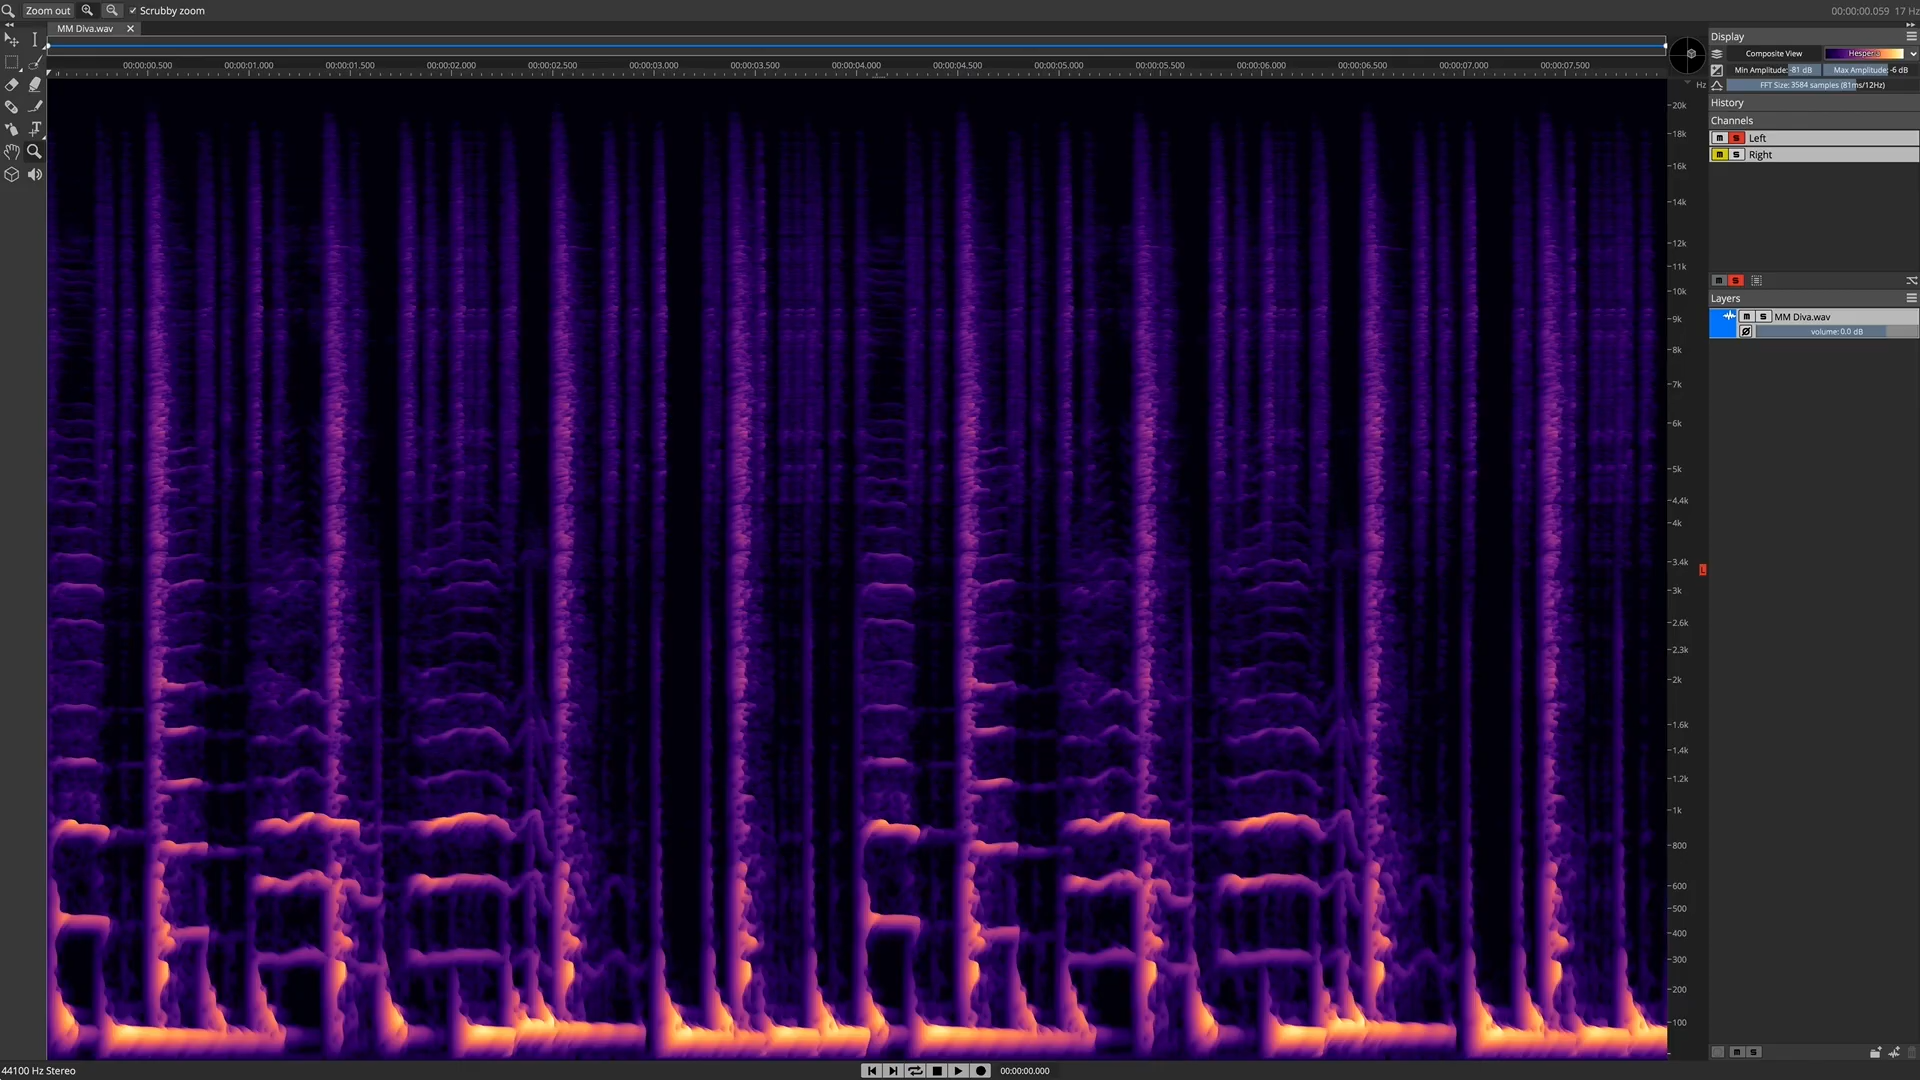 Zoom out
Scrubby zoom
00:00:00.059 17 Hz
MM Diva.wav
00:00:00.500 00:00:01.000 00:00:01.500 00:00:02.000 00:00:02.500 00:00:03.000 00:00:03.500 00:00:04.000 00:00:04.500 00:00:05.000 00:00:05.500 00:00:06.000 00:00:06.500 00:00:07.000 00:00:07.500
Hz
20k
18k
16k
14k
12k
11k
10k
9k
8k
7k
6k
5k
4.4k
4k
3.4k
3k
2.6k
2.3k
2k
1.6k
1.4k
1.2k
1k
800
600
500
400
300
200
100
L
Display
Composite View
Min Amplitude: -81 dB Max Amplitude: -6 dB
FFT Size: 3584 samples (81ms/12Hz)
History
Channels
m S Left
m S Right
m S
Layers
m S MM Diva.wav
volume: 0.0 dB
m S
44100 Hz Stereo
00:00:00.000